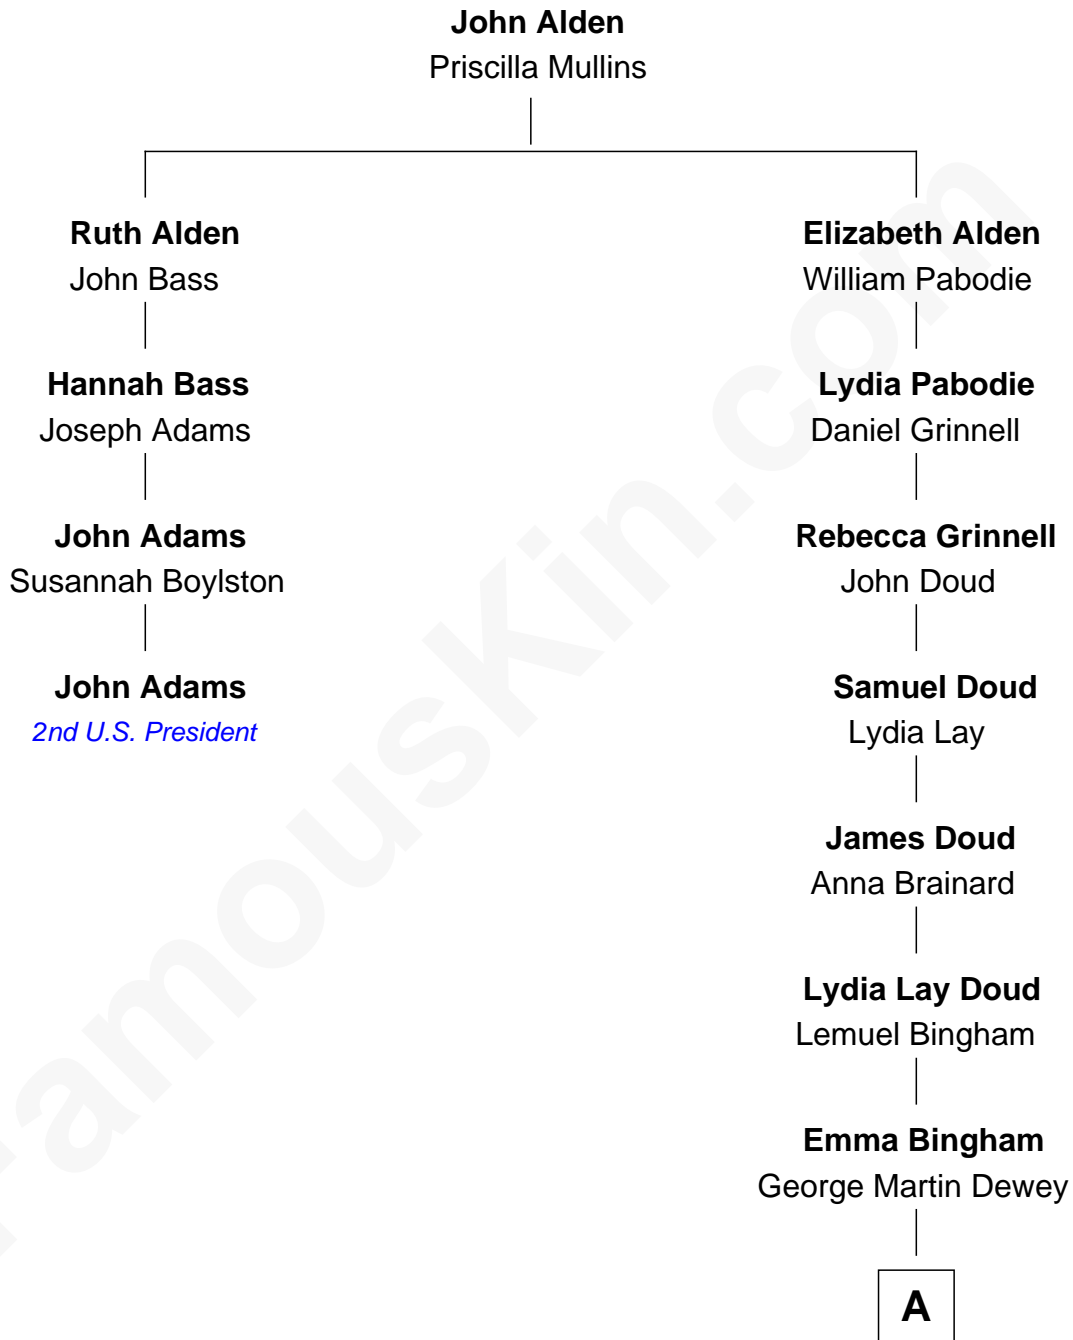 John Alden
Priscilla Mullins
Ruth Alden
John Bass
Hannah Bass
Joseph Adams
John Adams
Susannah Boylston
John Adams
2nd U.S. President
Elizabeth Alden
William Pabodie
Lydia Pabodie
Daniel Grinnell
Rebecca Grinnell
John Doud
Samuel Doud
Lydia Lay
James Doud
Anna Brainard
Lydia Lay Doud
Lemuel Bingham
Emma Bingham
George Martin Dewey
A
FamousKin.com